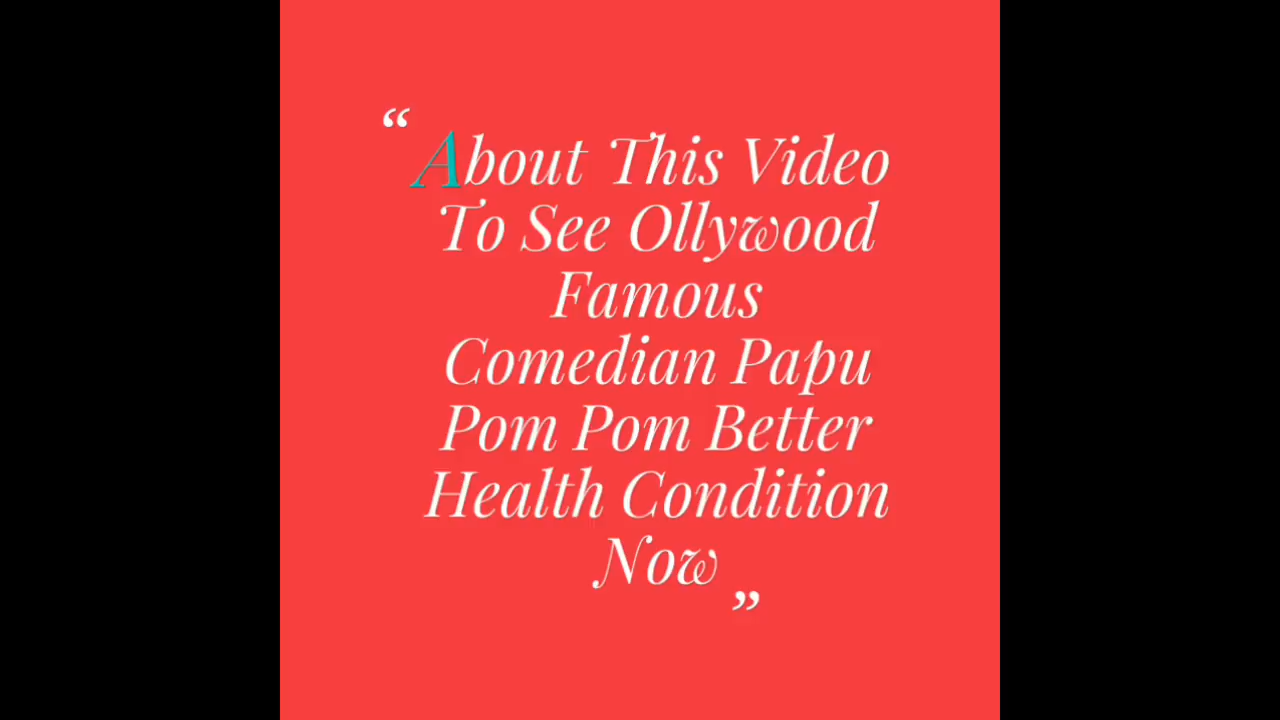 “ About This Video
To See Ollywood
Famous
Comedian Papu
Pom Pom Better
Health Condition
Now ”